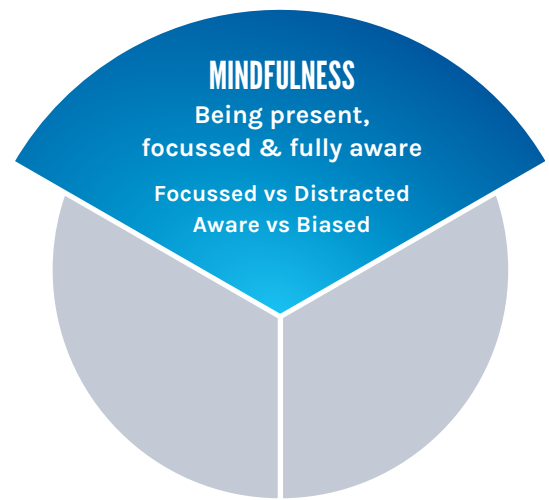 MINDFULNESS
Being present,
focussed & fully aware
Focussed vs Distracted
Aware vs Biased